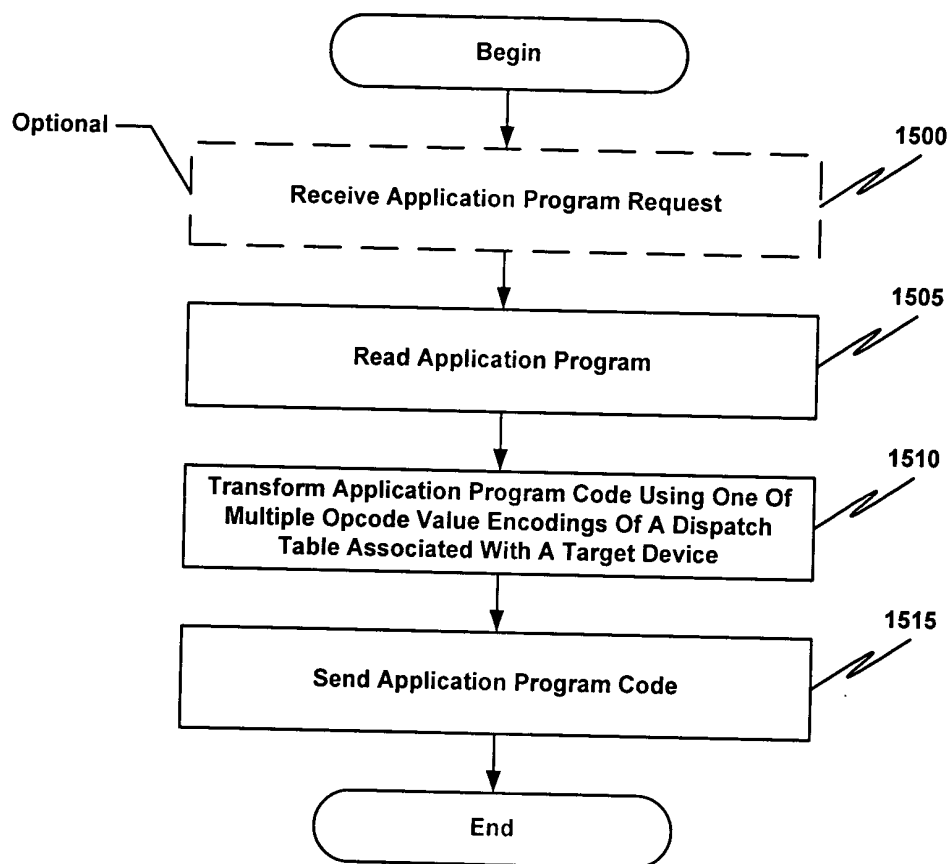 Begin
Optional
1500
Receive Application Program Request
1505
Read Application Program
1510
Transform Application Program Code Using One Of
Multiple Opcode Value Encodings Of A Dispatch
Table Associated With A Target Device
1515
Send Application Program Code
End